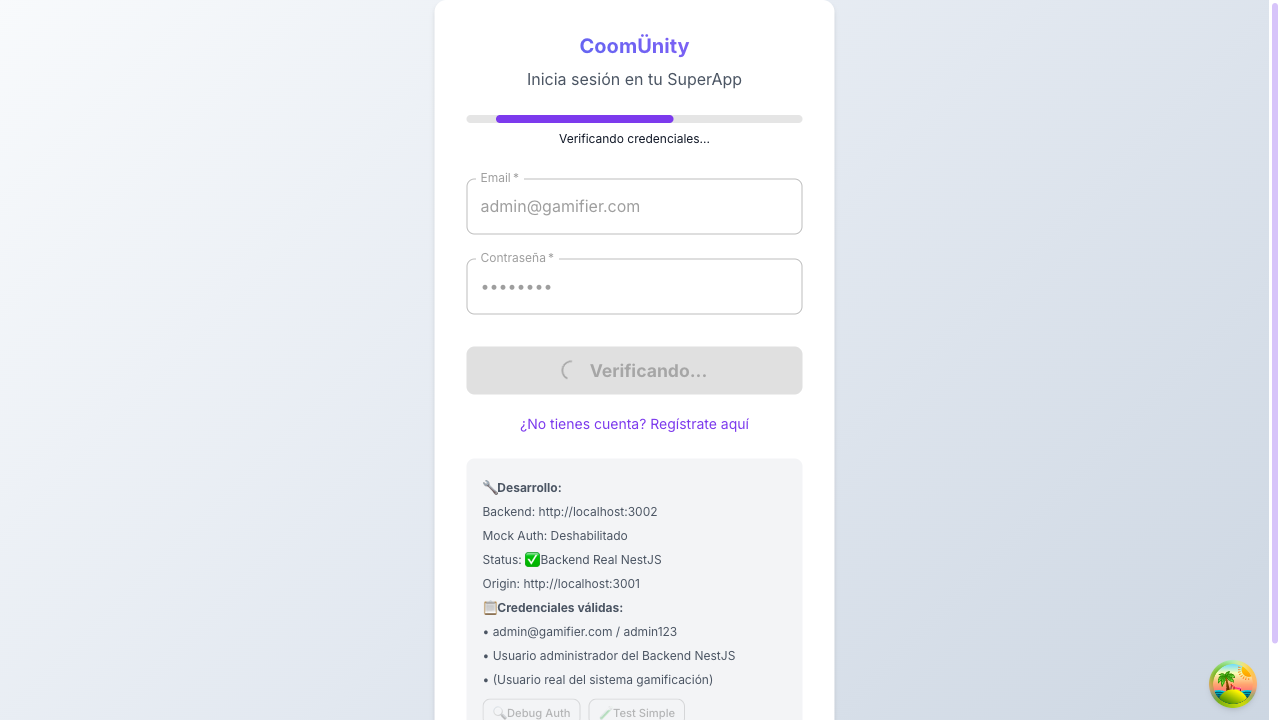 CoomÜnity
Inicia sesión en tu SuperApp
Verificando credenciales...
Email *
admin@gamifier.com
Contraseña *
••••••••
Verificando...
¿No tienes cuenta? Regístrate aquí
🔧Desarrollo:
Backend: http://localhost:3002
Mock Auth: Deshabilitado
Status: ✅Backend Real NestJS
Origin: http://localhost:3001
📋Credenciales válidas:
• admin@gamifier.com / admin123
• Usuario administrador del Backend NestJS
• (Usuario real del sistema gamificación)
🔍Debug Auth
🧪Test Simple